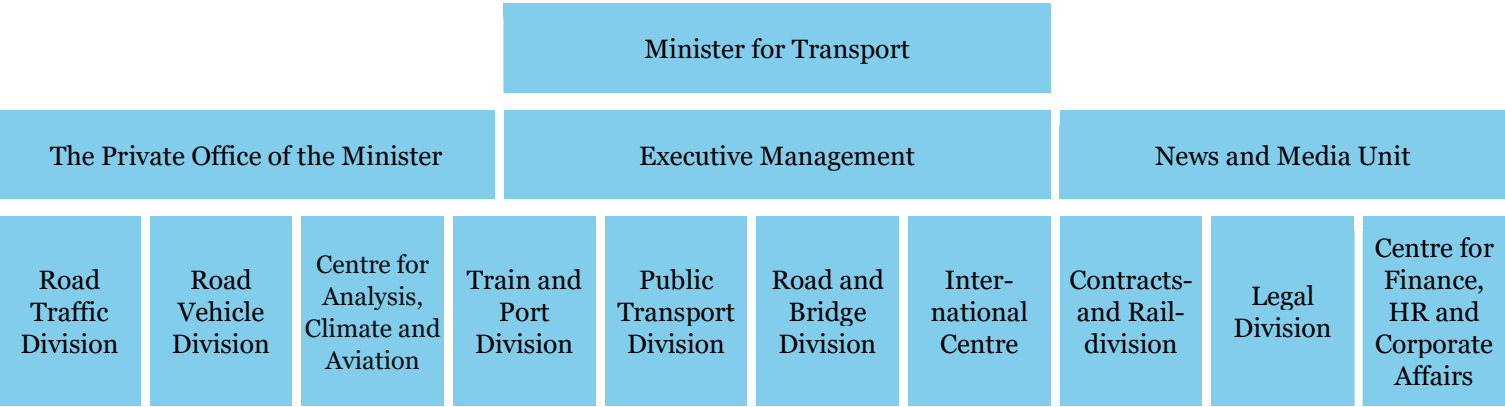 Minister for Transport
The Private Office of the Minister
Executive Management
News and Media Unit
Road
Traffic
Division
Road
Vehicle
Division
Centre for
Analysis,
Climate and
Aviation
Train and
Port
Division
Public
Transport
Division
Road and
Bridge
Division
Inter-
national
Centre
Contracts-
and Rail-
division
Legal
Division
Centre for
Finance,
HR and
Corporate
Affairs